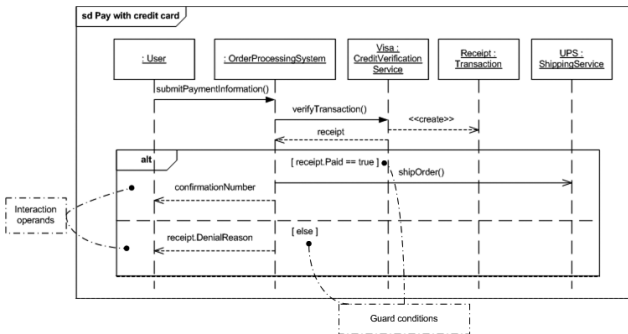 sd Pay with credit card
: User
: OrderProcessingSystem
Visa :
CreditVerification
Service
Receipt :
Transaction
UPS :
ShippingService
submitPaymentInformation()
verifyTransaction()
<<create>>
receipt
alt
[ receipt.Paid == true ]
shipOrder()
confirmationNumber
Interaction
operands
[ else ]
receipt.DenialReason
Guard conditions